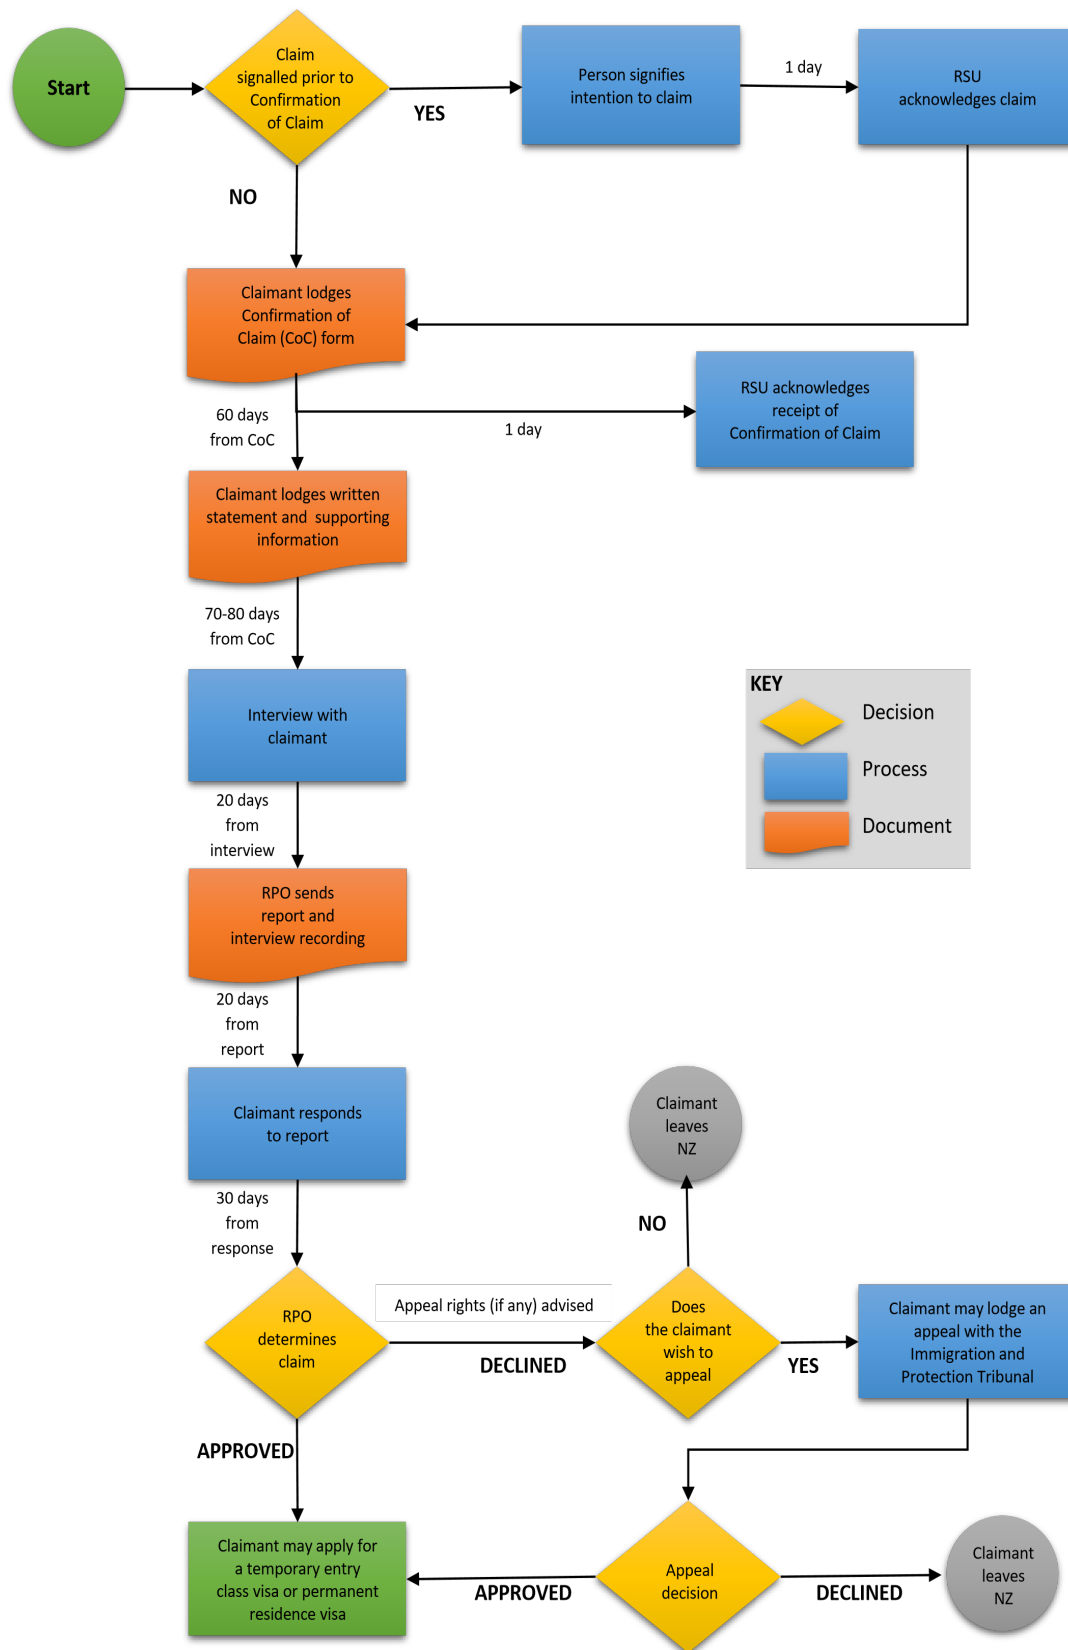 Start
Claim
signalled prior to
Confirmation
of Claim
YES
Person signifies
intention to claim
1 day
RSU
acknowledges claim
NO
Claimant lodges
Confirmation of
Claim (CoC) form
60 days
from CoC
1 day
RSU acknowledges
receipt of
Confirmation of Claim
Claimant lodges written
statement and supporting
information
70-80 days
from CoC
Interview with
claimant
KEY
Decision
Process
Document
20 days
from
interview
RPO sends
report and
interview recording
20 days
from
report
Claimant responds
to report
Claimant
leaves
NZ
30 days
from
response
NO
RPO
determines
claim
Appeal rights (if any) advised
DECLINED
Does
the claimant
wish to
appeal
YES
Claimant may lodge an
appeal with the
Immigration and
Protection Tribunal
APPROVED
Claimant may apply for
a temporary entry
class visa or permanent
residence visa
APPROVED
Appeal
decision
DECLINED
Claimant
leaves
NZ